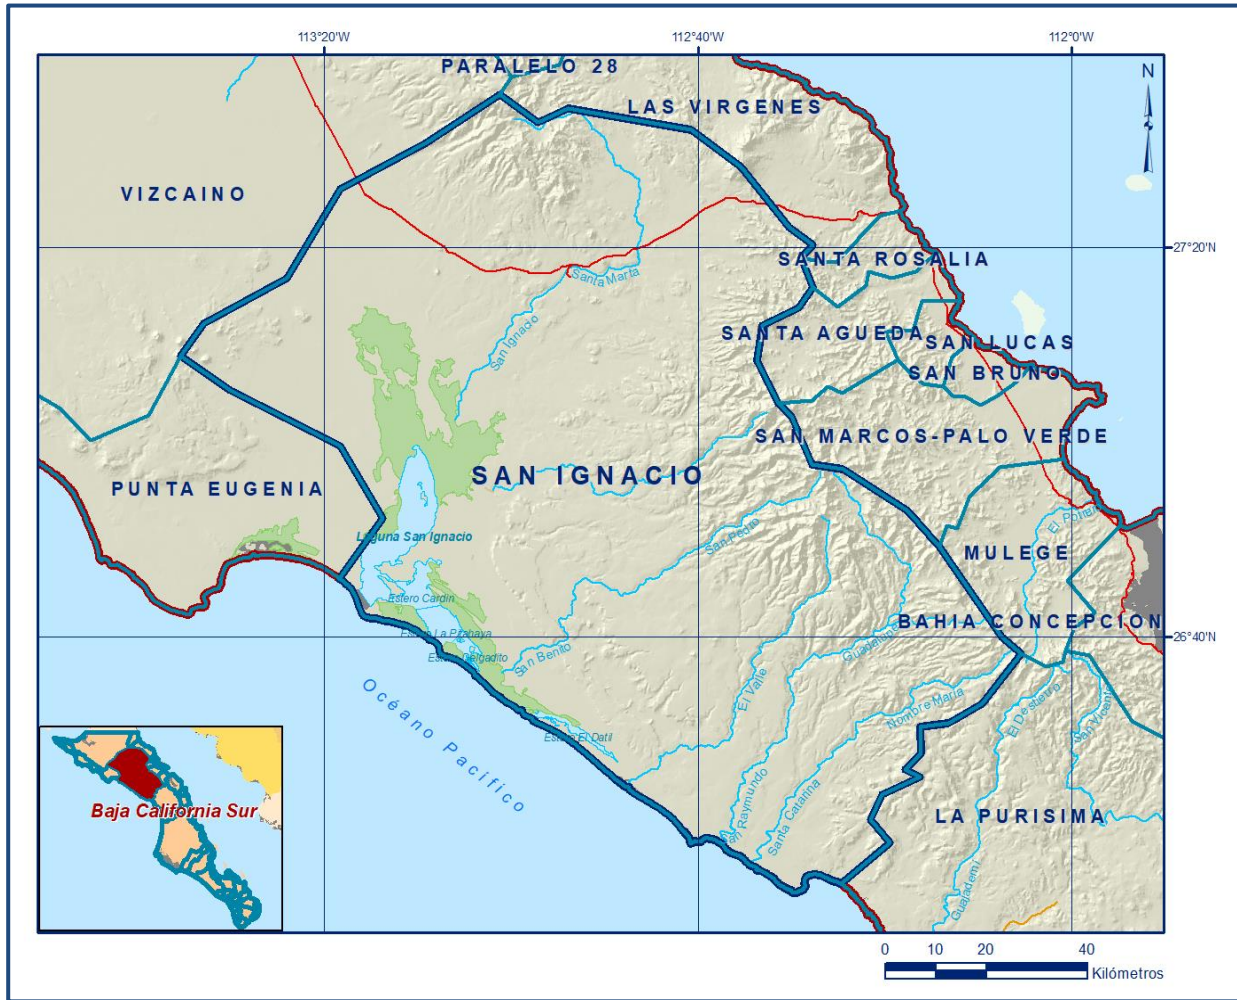 113°20'W
112°40'W
112°0'W
PARALELO 28
N
LAS VIRGENES
VIZCAINO
27°20'N
SANTA ROSALIA
Santa Marta
San Ignacio
SANTA AGUEDA
SAN LUCAS
SAN BRUNO
SAN MARCOS-PALO VERDE
SAN IGNACIO
PUNTA EUGENIA
El Potrero
San Pedro
Laguna San Ignacio
MULEGE
Estero Cardín
BAHIA CONCEPCION
Guadalupe
26°40'N
Estero La Pitahaya
San Benito
Estero Delgadito
El Valle
Nombre María
El Destierro
San Vicente
Océano Pacífico
Estero El Datil
Baja California Sur
San Raymundo
Santa Catarina
LA PURISIMA
Guajademí
0 10 20 40
Kilómetros